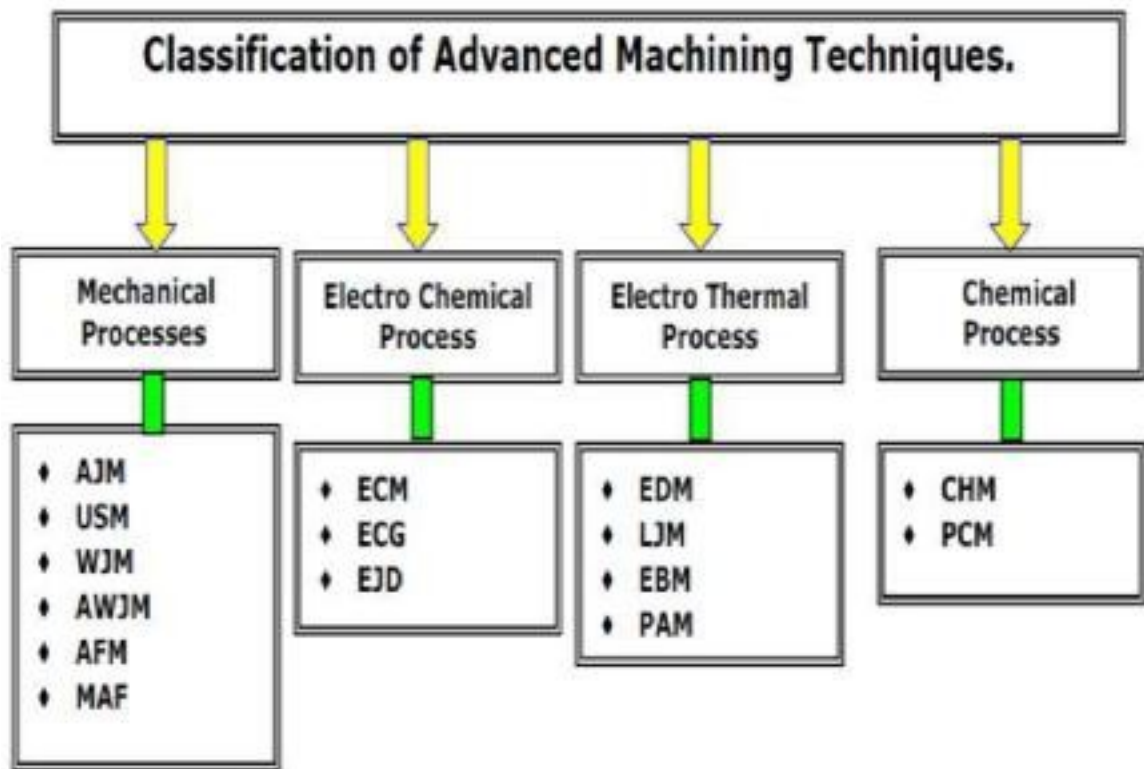 Classification of Advanced Machining Techniques.
Mechanical
Processes
Electro Chemical
Process
Electro Thermal
Process
Chemical
Process
♦ AJM
♦ USM
♦ WJM
♦ AWJM
♦ AFM
♦ MAF
♦ ECM
♦ ECG
♦ EJD
♦ EDM
♦ LJM
♦ EBM
♦ PAM
♦ CHM
♦ PCM